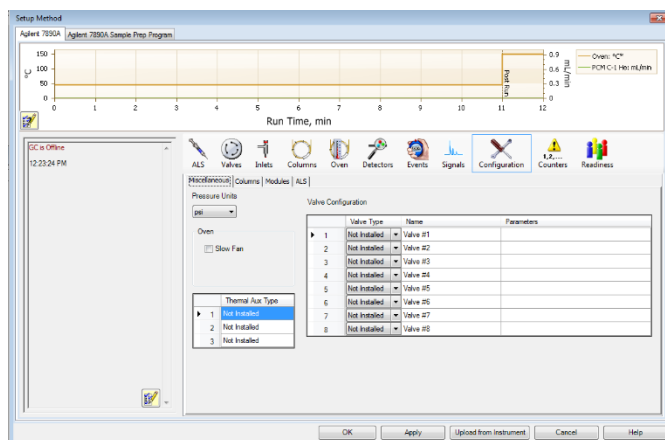 Setup Method
Agilent 7890A
Agilent 7890A Sample Prep Program
150
100
50
0
°C
0 1 2 3 4 5 6 7 8 9 10 11 12
Run Time, min
Post Run
0.9
0.6
0.3
0
mL/min
Oven: °C*
PCM C-1 He: mL/min
GC is Offline
12:23:24 PM
ALS
Valves
Inlets
Columns
Oven
Detectors
Events
Signals
Configuration
1,2,...
Counters
Readiness
Miscellaneous
Columns
Modules
ALS
Pressure Units
psi
Oven
Slow Fan
Thermal Aux Type
1 Not Installed
2 Not Installed
3 Not Installed
Valve Configuration
Valve Type Name Parameters
1 Not Installed Valve #1
2 Not Installed Valve #2
3 Not Installed Valve #3
4 Not Installed Valve #4
5 Not Installed Valve #5
6 Not Installed Valve #6
7 Not Installed Valve #7
8 Not Installed Valve #8
OK
Apply
Upload from Instrument
Cancel
Help